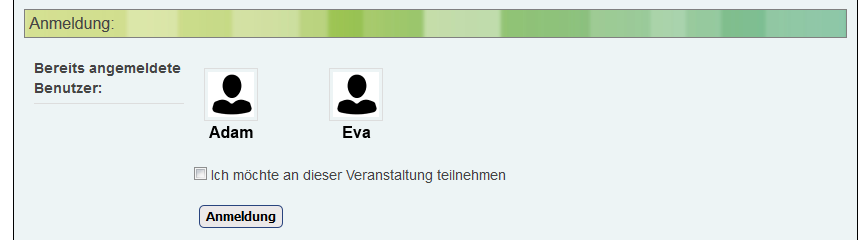 Anmeldung:
Bereits angemeldete
Benutzer:
Adam Eva
Ich möchte an dieser Veranstaltung teilnehmen
Anmeldung